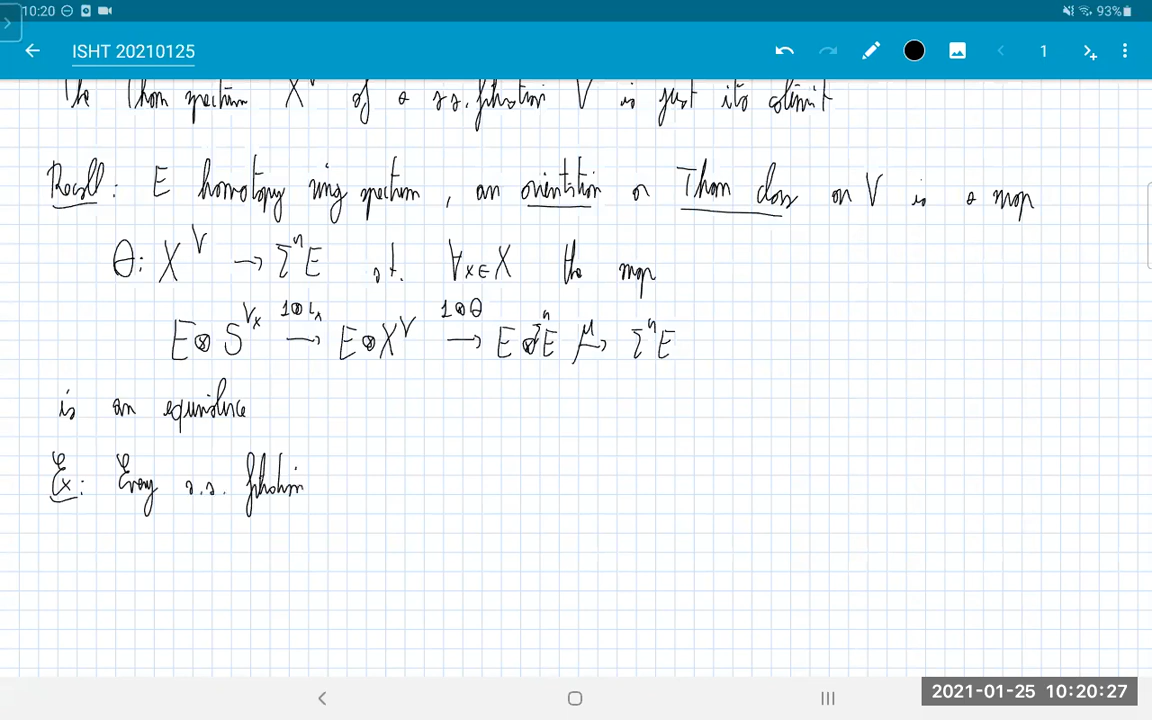 10:20
93%
ISHT 20210125
1
The Thom spectrum X^V of a s.s. fibration V is just its colimit
Recall: E homotopy ring spectrum, an orientation or Thom class on V is a map
θ: X^V → Σ^n E s.t. ∀x∈X the map
E⊗S^{V_x} →^{1⊗ι_x} E⊗X^V →^{1⊗θ} E⊗Σ^n E →^μ Σ^n E
is an equivalence
Ex: Every s.s. fibration
2021-01-25 10:20:27